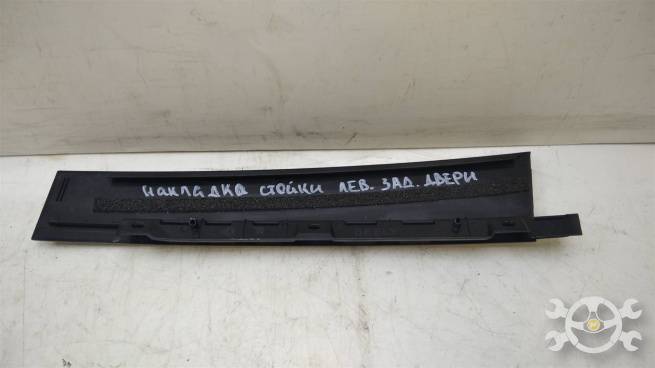 накладка стойки лев. зад. двери